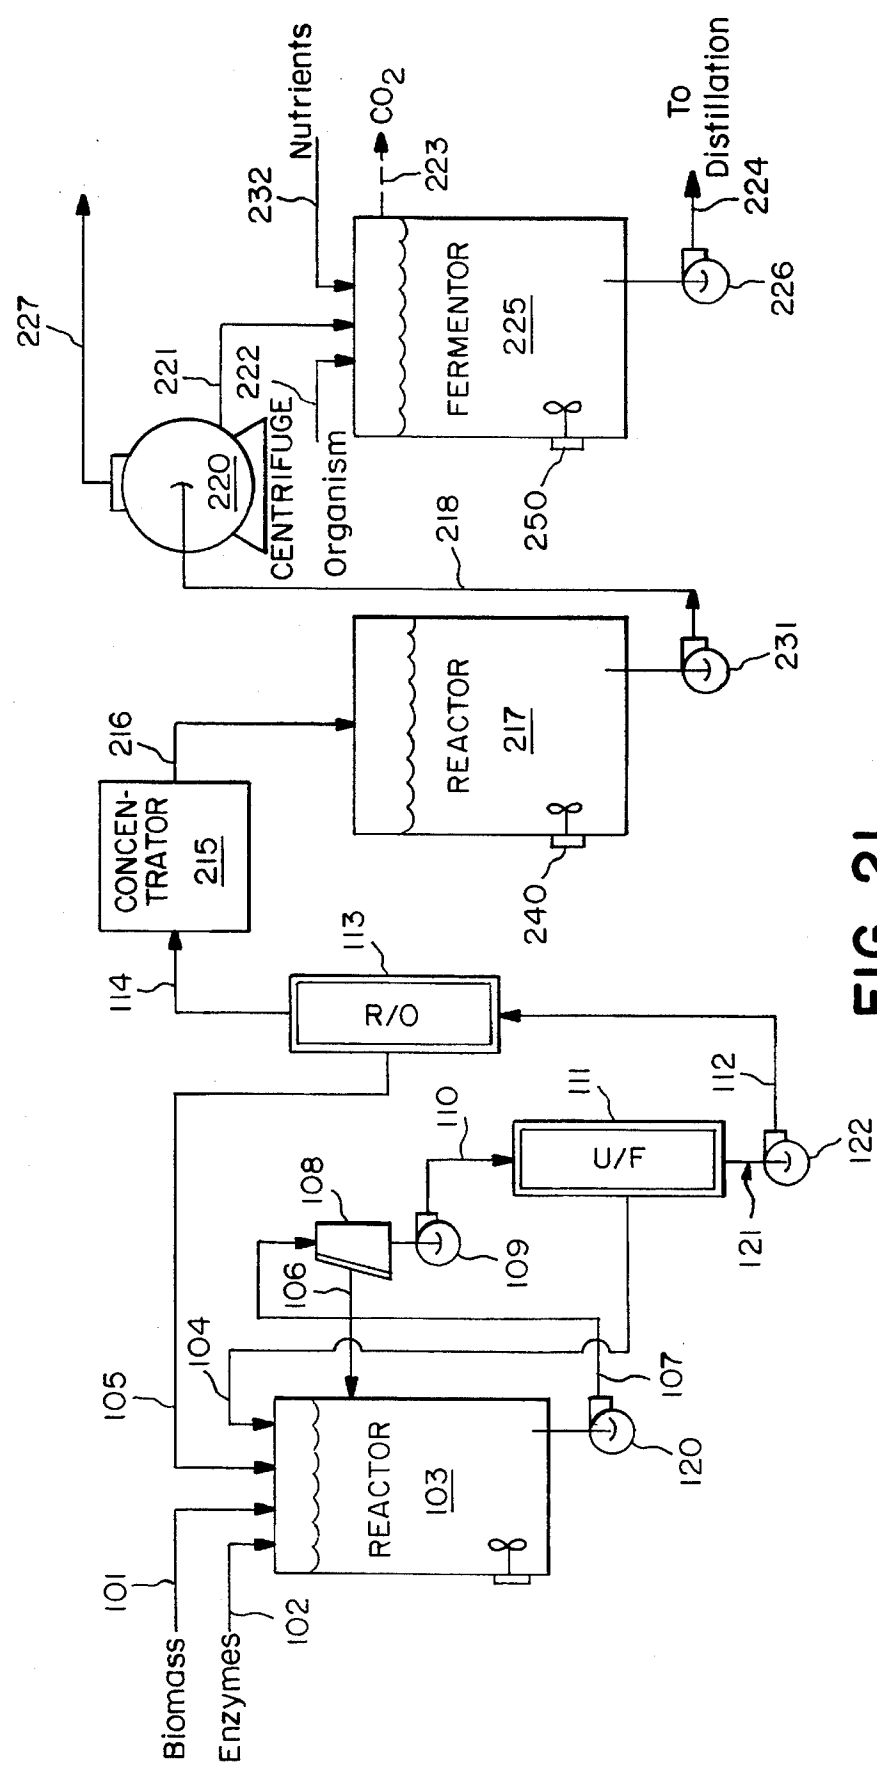 227
221
222
232
Nutrients
CO2
223
CENTRIFUGE
220
Organism
FERMENTOR
225
250
To
Distillation
224
226
218
216
CONCEN-
TRATOR
215
REACTOR
217
240
231
114
113
R/O
110
111
U/F
112
122
121
108
109
106
104
105
107
120
REACTOR
103
101
Biomass
102
Enzymes
FIG. 21